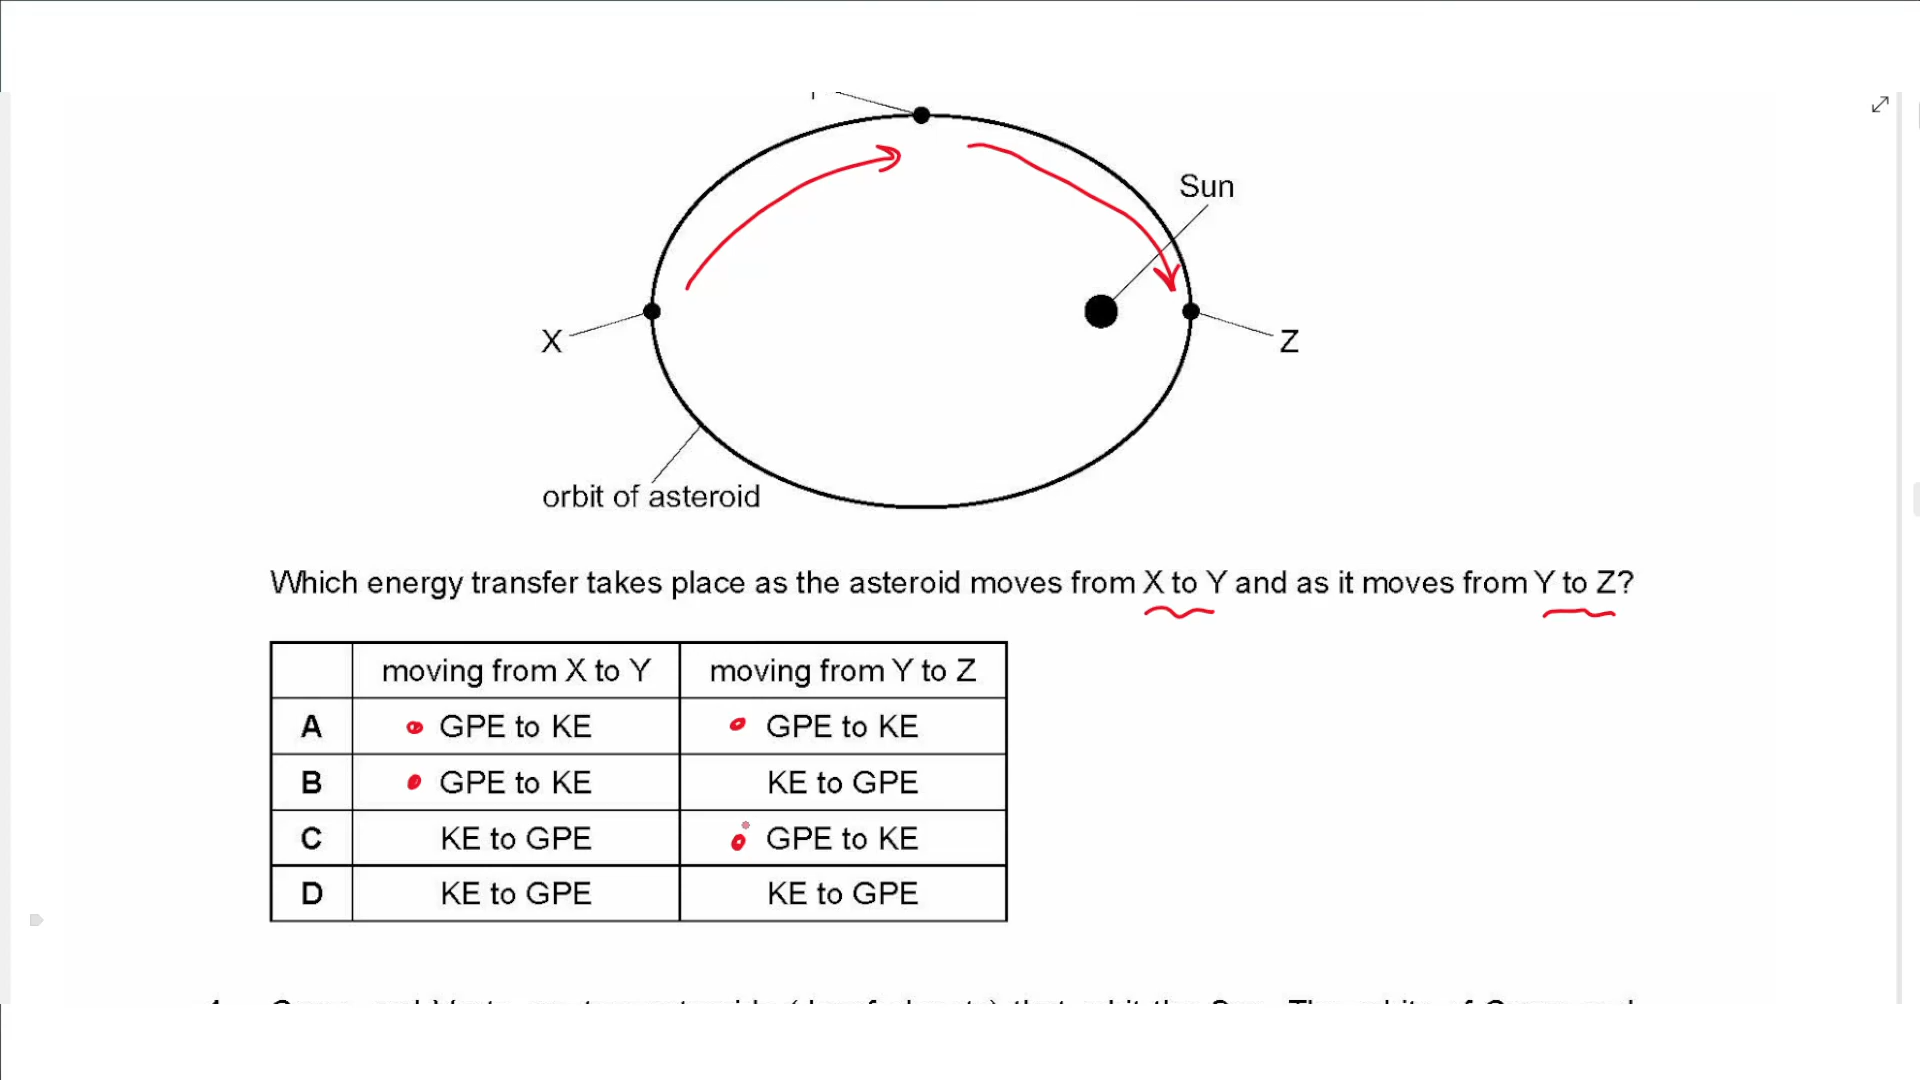 Sun
X
Z
orbit of asteroid
Which energy transfer takes place as the asteroid moves from X to Y and as it moves from Y to Z?
moving from X to Y moving from Y to Z
A GPE to KE GPE to KE
B GPE to KE KE to GPE
C KE to GPE GPE to KE
D KE to GPE KE to GPE